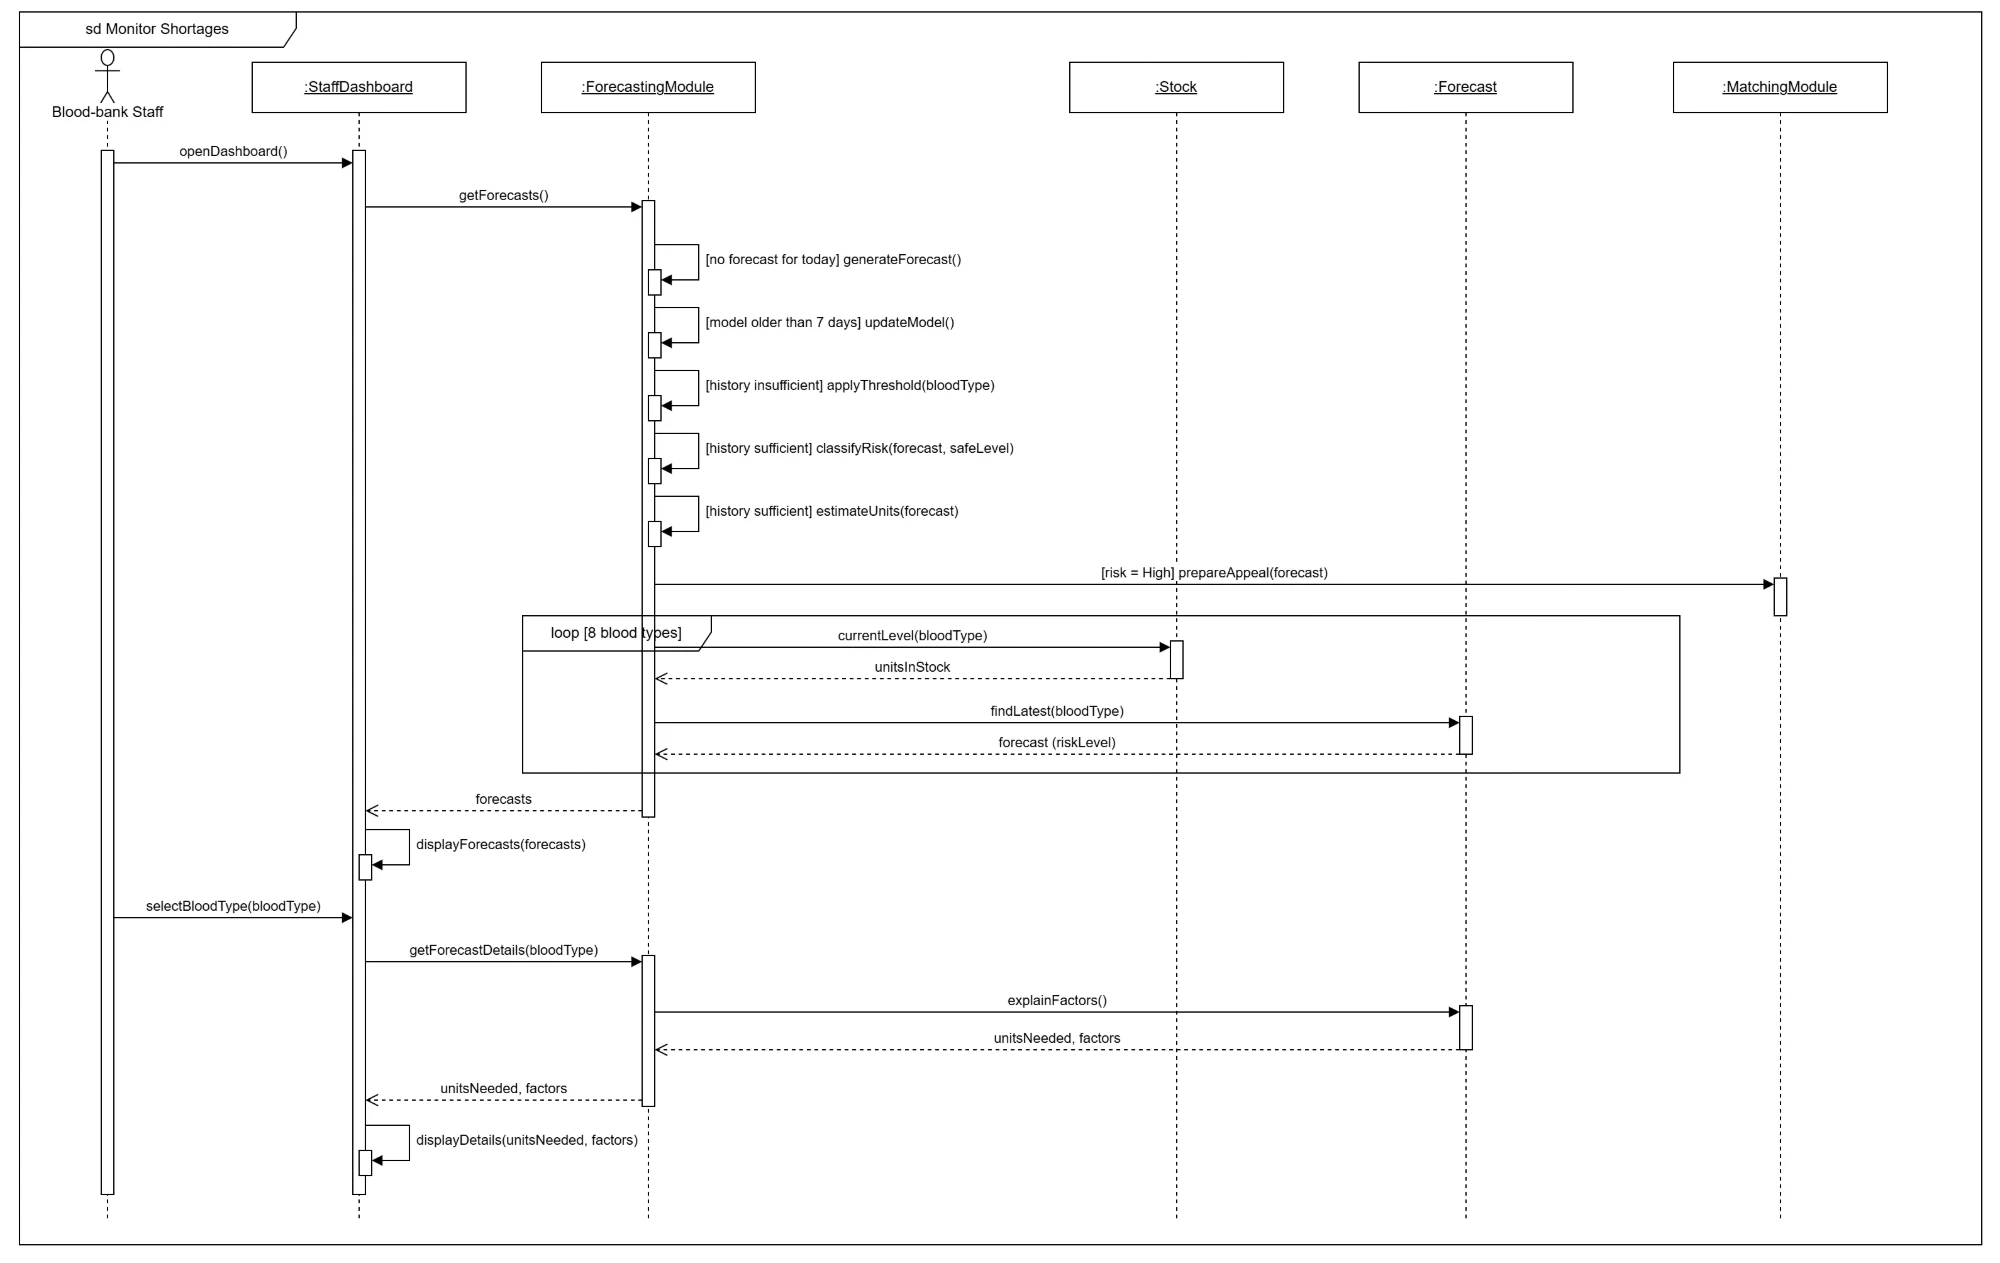 sd Monitor Shortages
Blood-bank Staff
:StaffDashboard
:ForecastingModule
:Stock
:Forecast
:MatchingModule
openDashboard()
getForecasts()
[no forecast for today] generateForecast()
[model older than 7 days] updateModel()
[history insufficient] applyThreshold(bloodType)
[history sufficient] classifyRisk(forecast, safeLevel)
[history sufficient] estimateUnits(forecast)
[risk = High] prepareAppeal(forecast)
loop [8 blood types]
currentLevel(bloodType)
unitsInStock
findLatest(bloodType)
forecast (riskLevel)
forecasts
displayForecasts(forecasts)
selectBloodType(bloodType)
getForecastDetails(bloodType)
explainFactors()
unitsNeeded, factors
unitsNeeded, factors
displayDetails(unitsNeeded, factors)